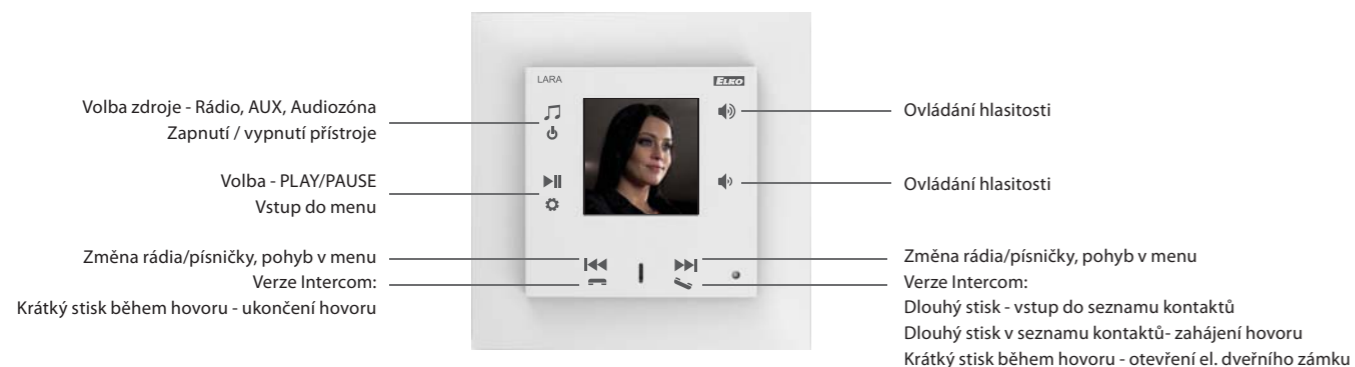 LARA
ELKO
Volba zdroje - Rádio, AUX, Audiozóna
Zapnutí / vypnutí přístroje
Volba - PLAY/PAUSE
Vstup do menu
Změna rádia/písničky, pohyb v menu
Verze Intercom:
Krátký stisk během hovoru - ukončení hovoru
Ovládání hlasitosti
Ovládání hlasitosti
Změna rádia/písničky, pohyb v menu
Verze Intercom:
Dlouhý stisk - vstup do seznamu kontaktů
Dlouhý stisk v seznamu kontaktů- zahájení hovoru
Krátký stisk během hovoru - otevření el. dveřního zámku